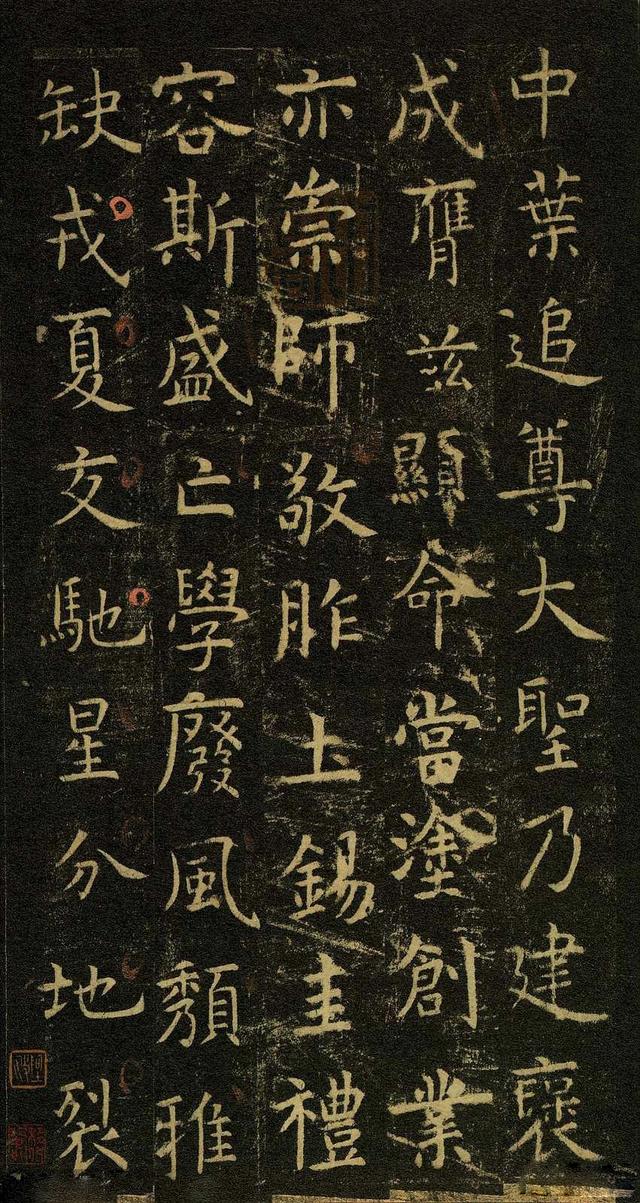 中葉追尊大聖乃建褒
成膺茲顯命當塗創業
亦崇師敬胙土錫圭禮
容斯盛亡學廢風頹雅
缺戎夏交馳星分地裂